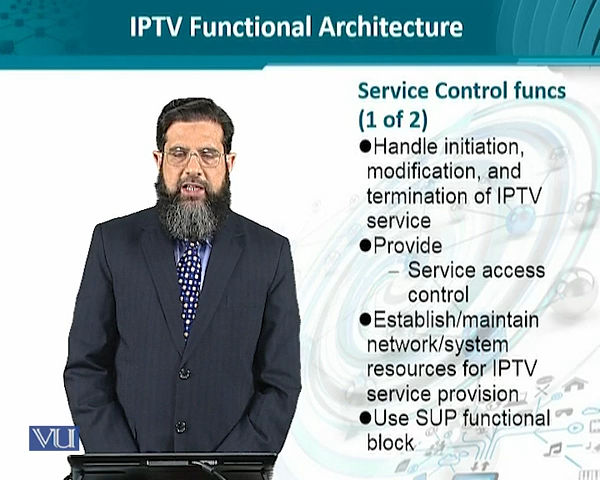 IPTV Functional Architecture
Service Control funcs
(1 of 2)
●Handle initiation,
modification, and
termination of IPTV
service
●Provide
– Service access
control
●Establish/maintain
network/system
resources for IPTV
service provision
●Use SUP functional
block
VU